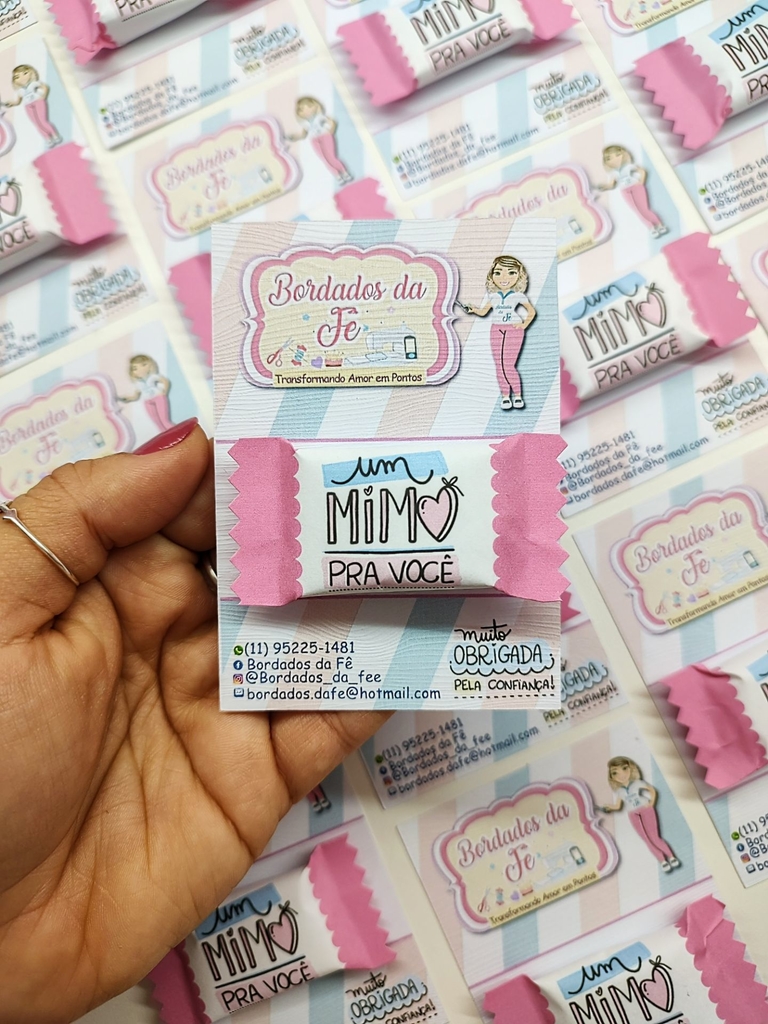 Bordados da
Fê
Transformando Amor em Pontos
um
MIMO
PRA VOCÊ
(11) 95225-1481
Bordados da Fê
@Bordados_da_fee
bordados.dafe@hotmail.com
muito
OBRIGADA
PELA CONFIANÇA!